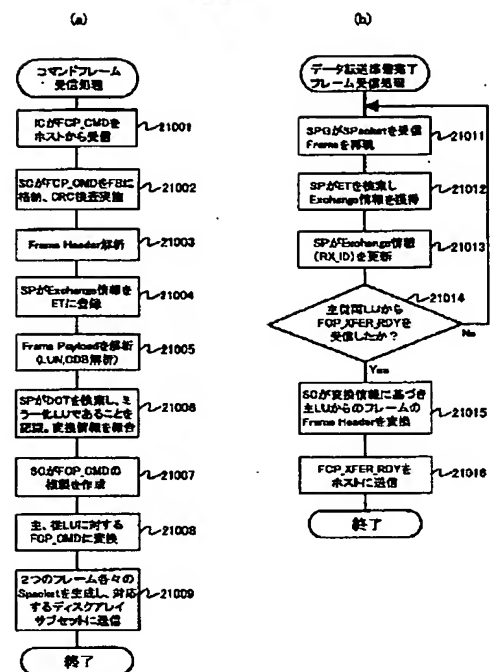 (a)
コマンドフレーム
受信処理
ICがFCP_CMDを
ホストから受信
21001
SCがFCP_CMDをFBに
格納、CRC検査実施
21002
Frame Header解析
21003
SPがExchange情報を
ETに登録
21004
Frame Payloadを解析
(LUN,CDB解析)
21005
SPがDCTを検索し、ミ
ラー化LUであることを
認識。変換情報を報告
21006
SCがFCP_CMDの
複製を作成
21007
主、従LUに対する
FCP_CMDに変換
21008
2つのフレーム各々の
Spacketを生成し、対応
するディスクアレイ
サブセットに送信
21009
終了
(b)
データ転送準備完了
フレーム受信処理
SPGがSPacketを受信
Frameを再現
21011
SPがETを検索し
Exchange情報を獲得
21012
SPがExchange情報
(RX_ID)を更新
21013
主従両LUから
FCP_XFER_RDYを
受信したか?
21014
No
Yes
SCが変換情報に基づき
主LUからのフレームの
Frame Headerを変換
21015
FCP_XFER_RDYを
ホストに送信
21016
終了